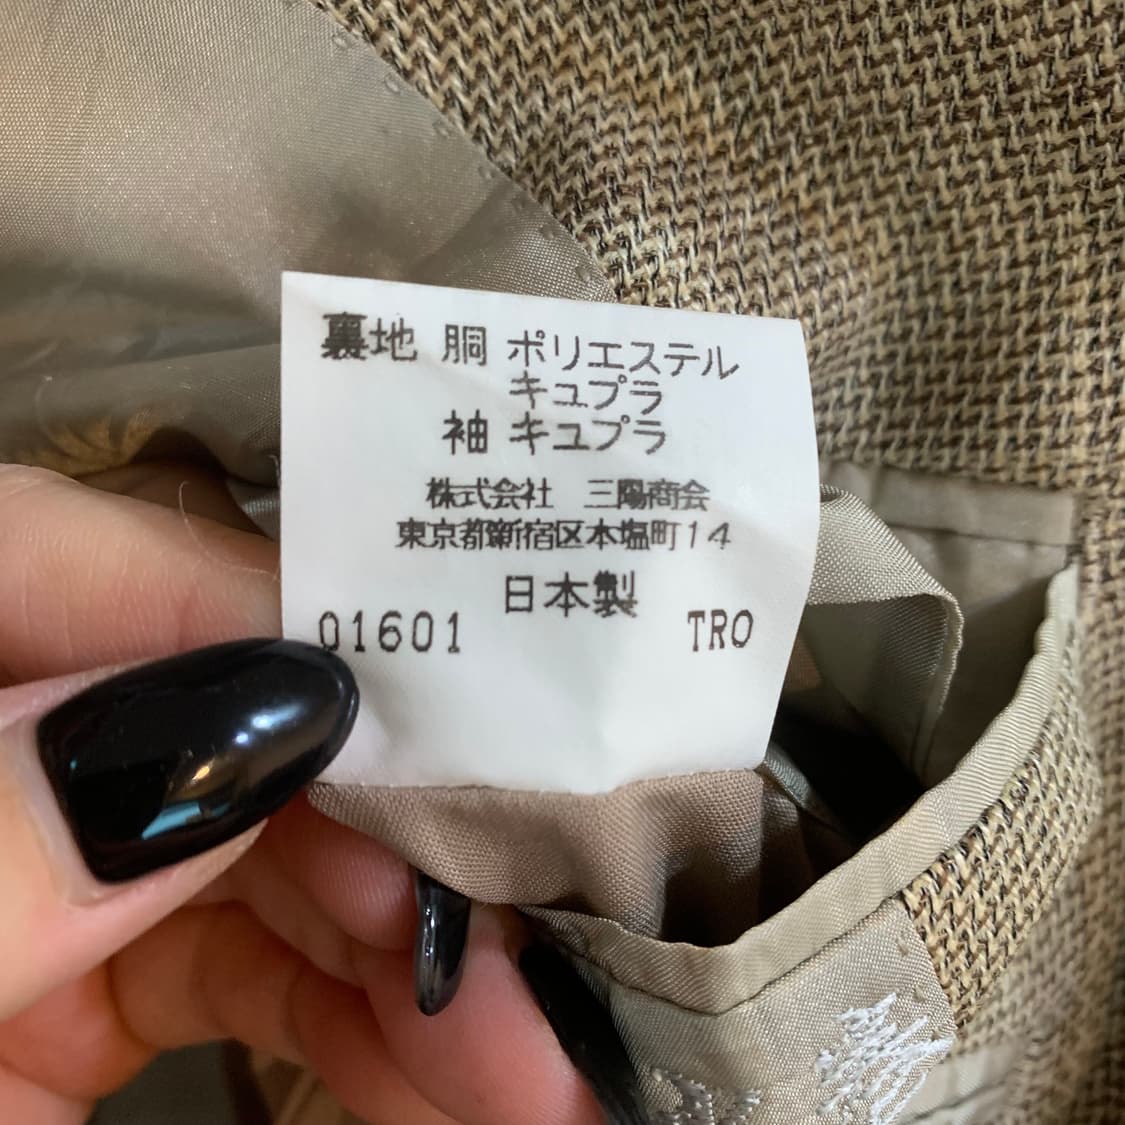 裏地 胴 ポリエステル
キュプラ
袖 キュプラ
株式会社 三陽商会
東京都新宿区本塩町14
日本製
01601 TRO